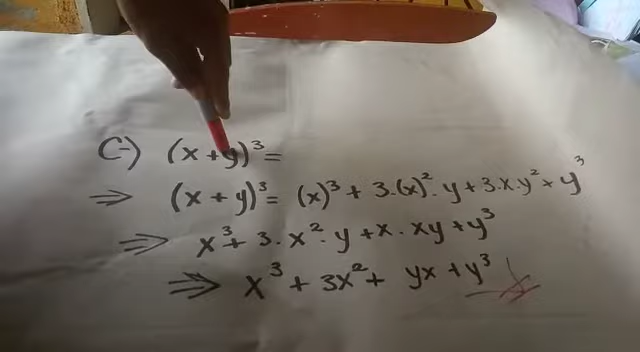 C-) (x+y)³=
⇒ (x+y)³= (x)³+3.(x)².y+3.x.y²+y³
⇒ x³+3.x².y+x.xy+y³
⇒ x³+3x²+ yx+y³